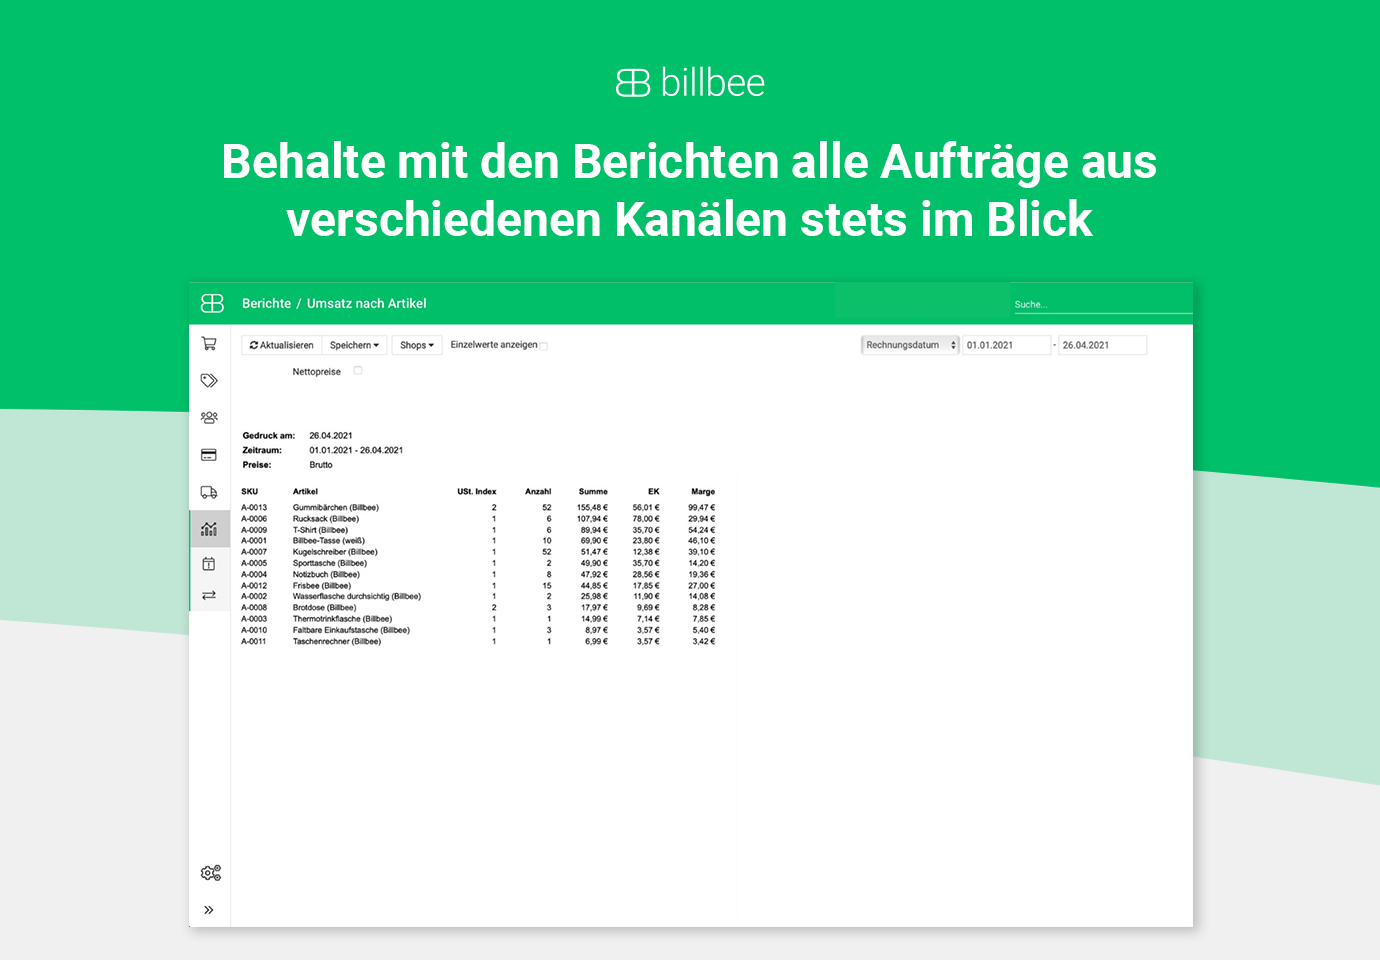 billbee
Behalte mit den Berichten alle Aufträge aus
verschiedenen Kanälen stets im Blick
Berichte / Umsatz nach Artikel
Suche...
Aktualisieren Speichern Shops Einzelwerte anzeigen Rechnungsdatum 01.01.2021 - 26.04.2021
Nettopreise
Gedruck am: 26.04.2021
Zeitraum: 01.01.2021 - 26.04.2021
Preise: Brutto
SKU Artikel USt. Index Anzahl Summe EK Marge
A-0013 Gummibärchen (Billbee) 2 52 155,48 € 56,01 € 99,47 €
A-0006 Rucksack (Billbee) 1 6 107,94 € 78,00 € 29,94 €
A-0009 T-Shirt (Billbee) 1 6 89,94 € 35,70 € 54,24 €
A-0001 Billbee-Tasse (weiß) 1 10 69,90 € 23,80 € 46,10 €
A-0007 Kugelschreiber (Billbee) 1 52 51,47 € 12,38 € 39,10 €
A-0005 Sporttasche (Billbee) 1 2 49,90 € 35,70 € 14,20 €
A-0004 Notizbuch (Billbee) 1 8 47,92 € 28,56 € 19,36 €
A-0012 Frisbee (Billbee) 1 15 44,85 € 17,85 € 27,00 €
A-0002 Wasserflasche durchsichtig (Billbee) 1 2 25,98 € 11,90 € 14,08 €
A-0008 Brotdose (Billbee) 2 3 17,97 € 9,69 € 8,28 €
A-0003 Thermotrinkflasche (Billbee) 1 1 14,99 € 7,14 € 7,85 €
A-0010 Faltbare Einkaufstasche (Billbee) 1 3 8,97 € 3,57 € 5,40 €
A-0011 Taschenrechner (Billbee) 1 1 6,99 € 3,57 € 3,42 €